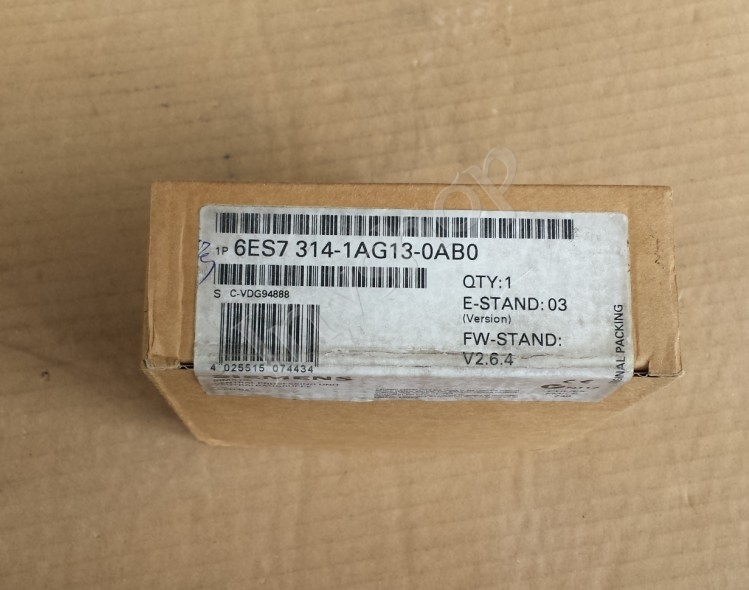 1P 6ES7 314-1AG13-0AB0
S C-VDG94888
QTY:1
E-STAND: 03
(Version)
FW-STAND:
V2.6.4
4 025515 074434
SIEMENS
NAL PACKING